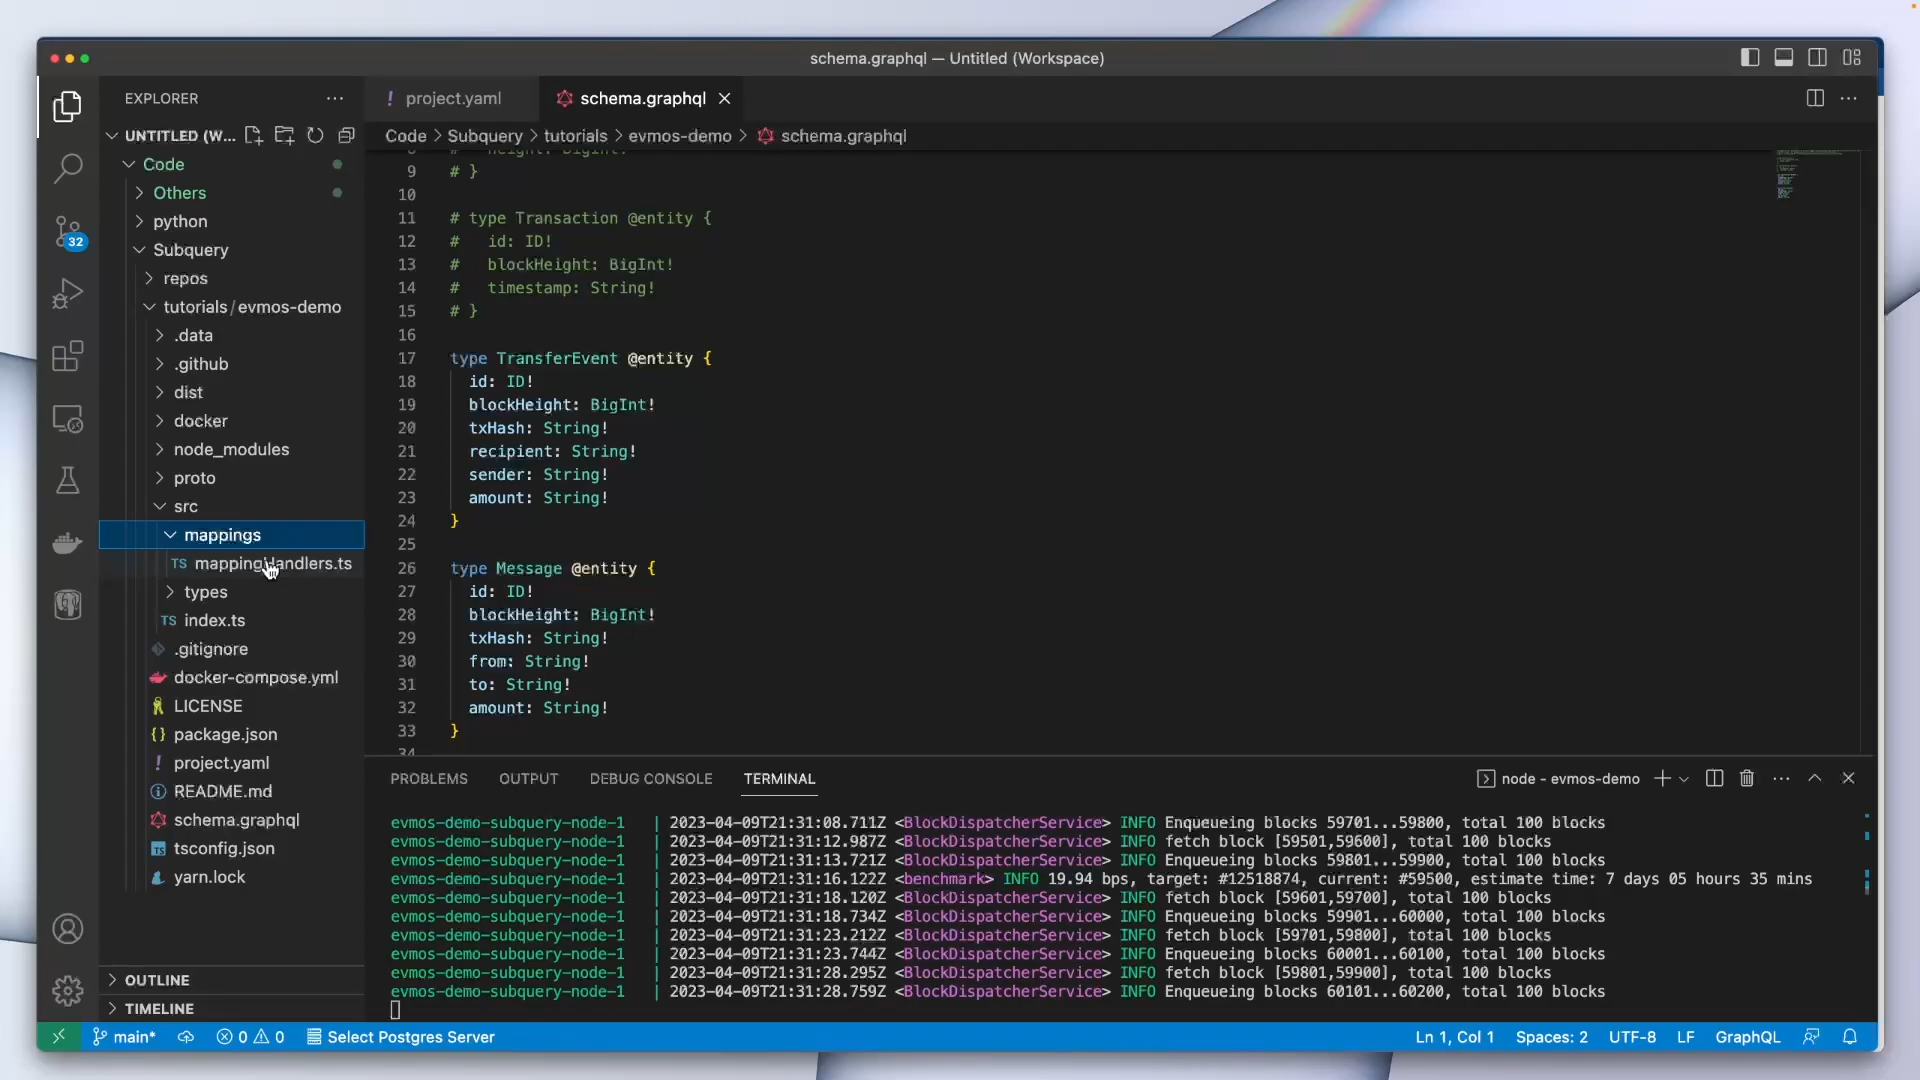 schema.graphql — Untitled (Workspace)
EXPLORER
UNTITLED (W...
Code
Others
python
Subquery
repos
tutorials/evmos-demo
.data
.github
dist
docker
node_modules
proto
src
mappings
TS mappingHandlers.ts
types
TS index.ts
.gitignore
docker-compose.yml
LICENSE
{} package.json
! project.yaml
README.md
schema.graphql
TS tsconfig.json
yarn.lock
OUTLINE
TIMELINE
32
! project.yaml
schema.graphql
Code > Subquery > tutorials > evmos-demo > schema.graphql
8 # height: BigInt!
9 # }
10
11 # type Transaction @entity {
12 # id: ID!
13 # blockHeight: BigInt!
14 # timestamp: String!
15 # }
16
17 type TransferEvent @entity {
18 id: ID!
19 blockHeight: BigInt!
20 txHash: String!
21 recipient: String!
22 sender: String!
23 amount: String!
24 }
25
26 type Message @entity {
27 id: ID!
28 blockHeight: BigInt!
29 txHash: String!
30 from: String!
31 to: String!
32 amount: String!
33 }
34
PROBLEMS OUTPUT DEBUG CONSOLE TERMINAL
node - evmos-demo
evmos-demo-subquery-node-1 | 2023-04-09T21:31:08.711Z <BlockDispatcherService> INFO Enqueueing blocks 59701...59800, total 100 blocks
evmos-demo-subquery-node-1 | 2023-04-09T21:31:12.987Z <BlockDispatcherService> INFO fetch block [59501,59600], total 100 blocks
evmos-demo-subquery-node-1 | 2023-04-09T21:31:13.721Z <BlockDispatcherService> INFO Enqueueing blocks 59801...59900, total 100 blocks
evmos-demo-subquery-node-1 | 2023-04-09T21:31:16.122Z <benchmark> INFO 19.94 bps, target: #12518874, current: #59500, estimate time: 7 days 05 hours 35 mins
evmos-demo-subquery-node-1 | 2023-04-09T21:31:18.120Z <BlockDispatcherService> INFO fetch block [59601,59700], total 100 blocks
evmos-demo-subquery-node-1 | 2023-04-09T21:31:18.734Z <BlockDispatcherService> INFO Enqueueing blocks 59901...60000, total 100 blocks
evmos-demo-subquery-node-1 | 2023-04-09T21:31:23.212Z <BlockDispatcherService> INFO fetch block [59701,59800], total 100 blocks
evmos-demo-subquery-node-1 | 2023-04-09T21:31:23.744Z <BlockDispatcherService> INFO Enqueueing blocks 60001...60100, total 100 blocks
evmos-demo-subquery-node-1 | 2023-04-09T21:31:28.295Z <BlockDispatcherService> INFO fetch block [59801,59900], total 100 blocks
evmos-demo-subquery-node-1 | 2023-04-09T21:31:28.759Z <BlockDispatcherService> INFO Enqueueing blocks 60101...60200, total 100 blocks
main* 0 0 Select Postgres Server Ln 1, Col 1 Spaces: 2 UTF-8 LF GraphQL